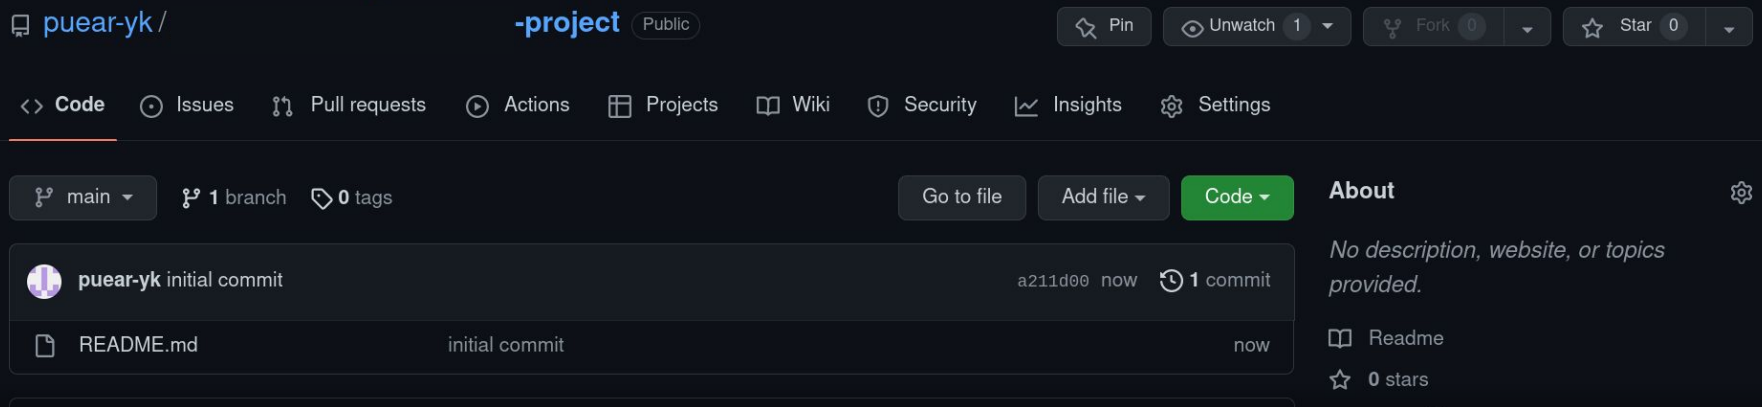 puear-yk / -project Public Pin Unwatch 1 Fork 0 Star 0
Code Issues Pull requests Actions Projects Wiki Security Insights Settings
main 1 branch 0 tags Go to file Add file Code About
No description, website, or topics
provided.
puear-yk initial commit a211d00 now 1 commit
README.md initial commit now
Readme
0 stars